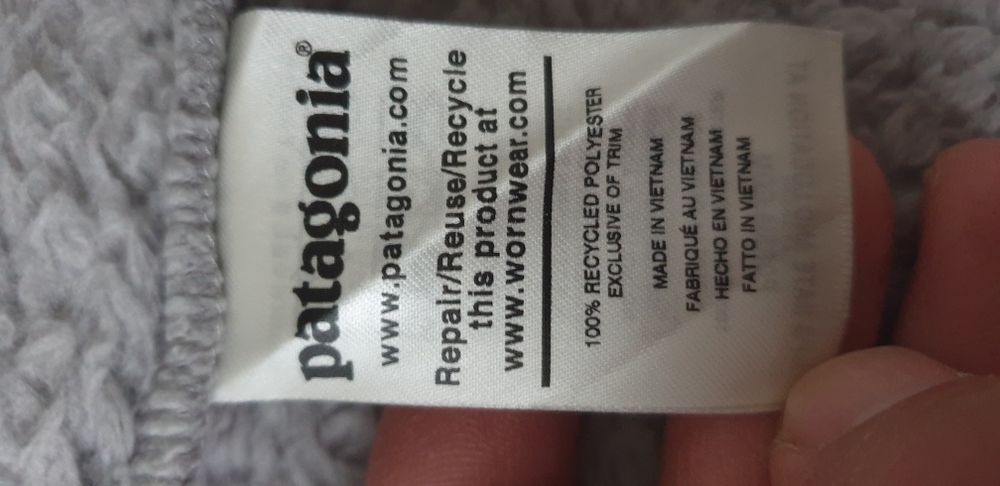 patagonia®
www.patagonia.com
Repair/Reuse/Recycle
this product at
www.wornwear.com
100% RECYCLED POLYESTER
EXCLUSIVE OF TRIM
MADE IN VIETNAM
FABRIQUÉ AU VIETNAM
HECHO EN VIETNAM
FATTO IN VIETNAM